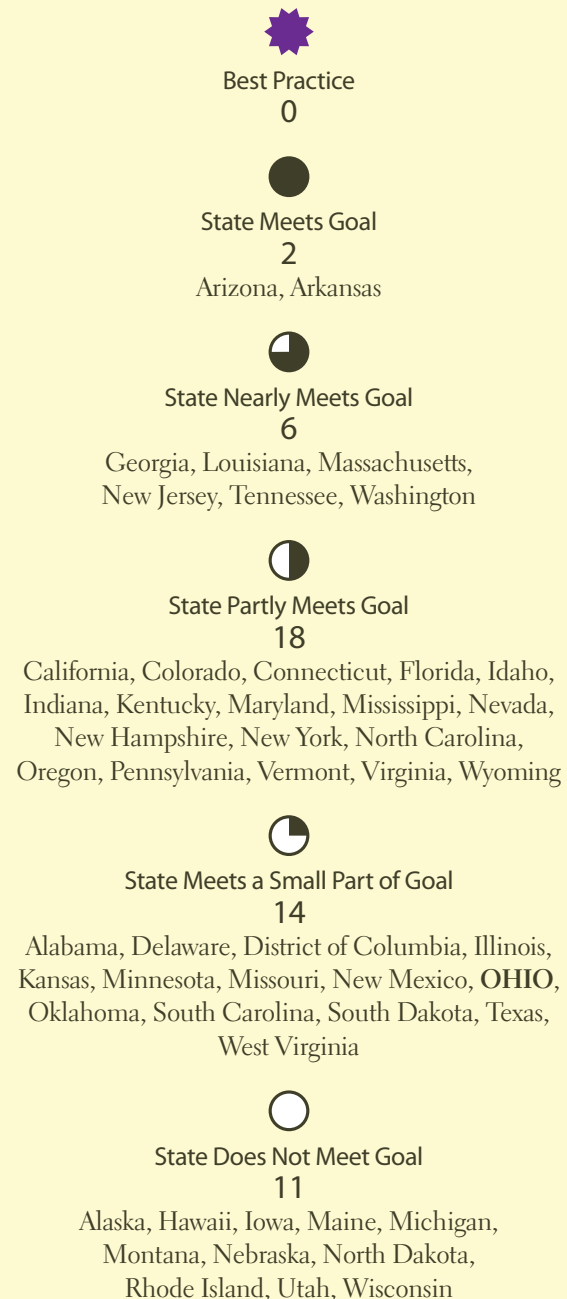 Best Practice
0
State Meets Goal
2
Arizona, Arkansas
State Nearly Meets Goal
6
Georgia, Louisiana, Massachusetts,
New Jersey, Tennessee, Washington
State Partly Meets Goal
18
California, Colorado, Connecticut, Florida, Idaho,
Indiana, Kentucky, Maryland, Mississippi, Nevada,
New Hampshire, New York, North Carolina,
Oregon, Pennsylvania, Vermont, Virginia, Wyoming
State Meets a Small Part of Goal
14
Alabama, Delaware, District of Columbia, Illinois,
Kansas, Minnesota, Missouri, New Mexico, OHIO,
Oklahoma, South Carolina, South Dakota, Texas,
West Virginia
State Does Not Meet Goal
11
Alaska, Hawaii, Iowa, Maine, Michigan,
Montana, Nebraska, North Dakota,
Rhode Island, Utah, Wisconsin